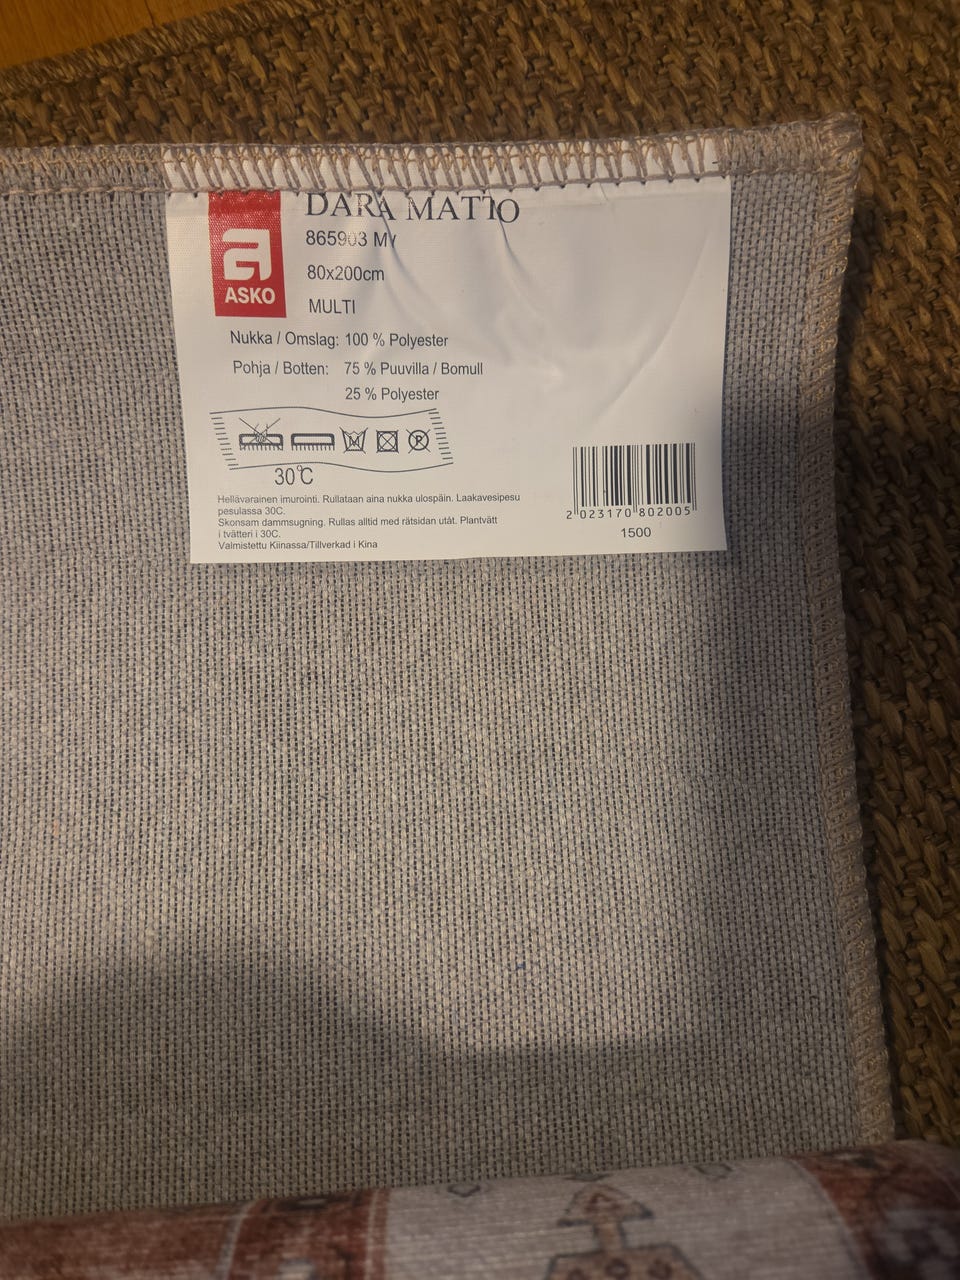 DARA MATTO
ASKO
865903 MV
80x200cm
MULTI
Nukka / Omslag: 100 % Polyester
Pohja / Botten: 75 % Puuvilla / Bomull
25 % Polyester
30°C
Hellävarainen imurointi. Rullataan aina nukka ulospäin. Laakavesipesu
pesulassa 30C.
Skonsam dammsugning. Rullas alltid med rätsidan utåt. Plantvätt
i tvätteri i 30C.
Valmistettu Kiinassa/Tillverkad i Kina
2 023170 802005
1500